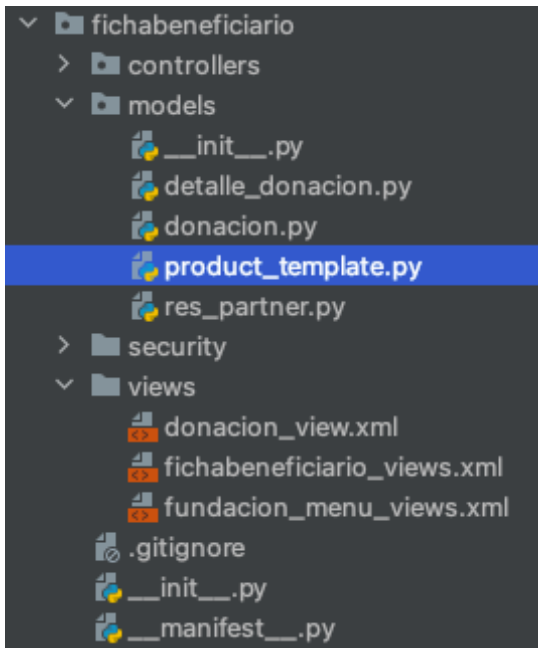 fichabeneficiario
controllers
models
__init__.py
detalle_donacion.py
donacion.py
product_template.py
res_partner.py
security
views
donacion_view.xml
fichabeneficiario_views.xml
fundacion_menu_views.xml
.gitignore
__init__.py
__manifest__.py